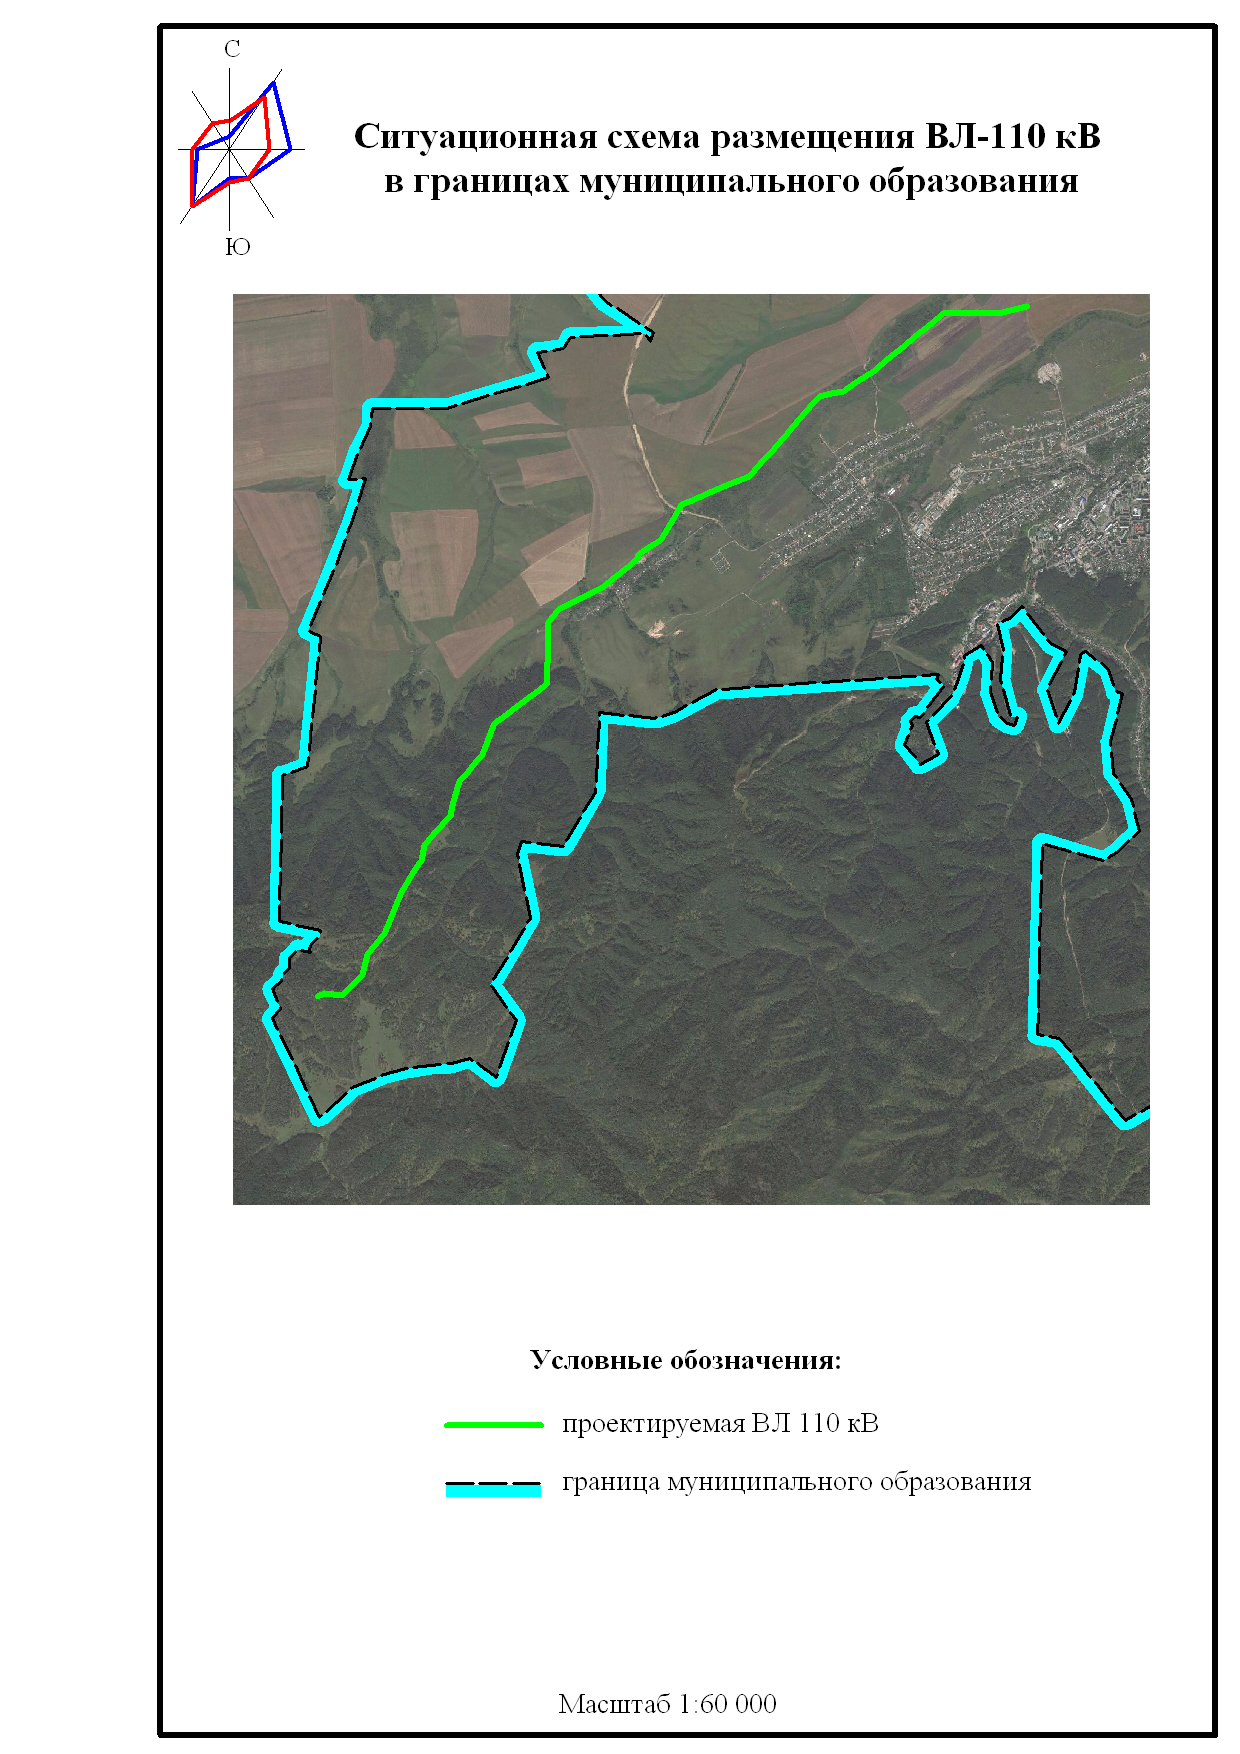 С
Ю
Ситуационная схема размещения ВЛ-110 кВ
в границах муниципального образования
Условные обозначения:
проектируемая ВЛ 110 кВ
граница муниципального образования
Масштаб 1:60 000